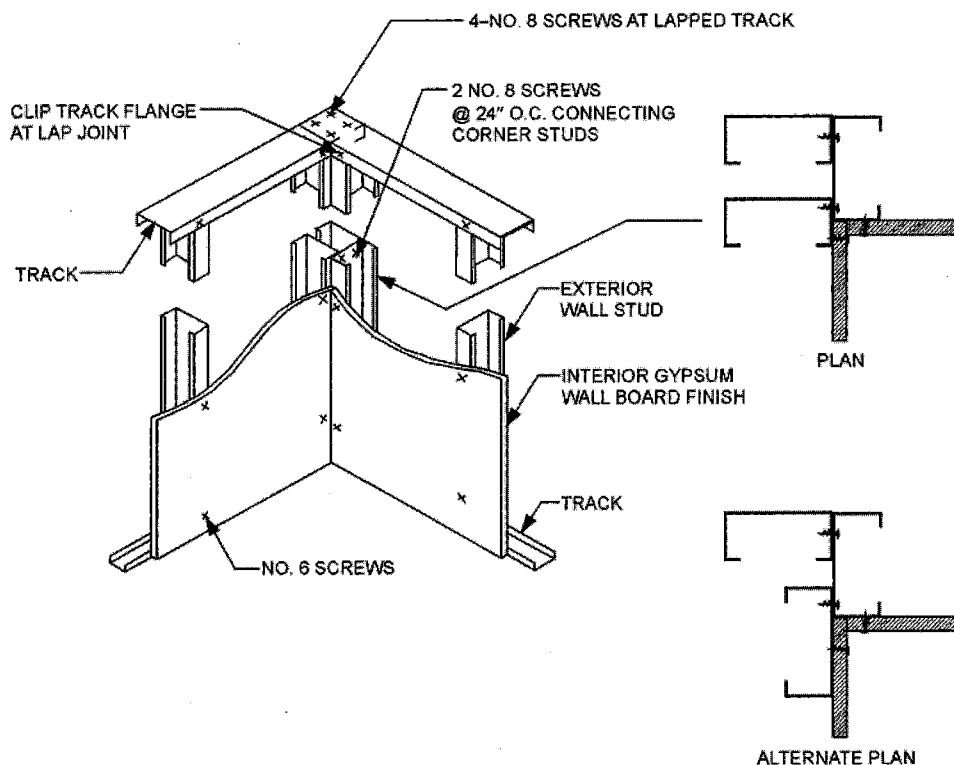 4–NO. 8 SCREWS AT LAPPED TRACK
2 NO. 8 SCREWS
@ 24" O.C. CONNECTING
CORNER STUDS
CLIP TRACK FLANGE
AT LAP JOINT
TRACK
EXTERIOR
WALL STUD
INTERIOR GYPSUM
WALL BOARD FINISH
TRACK
NO. 6 SCREWS
PLAN
ALTERNATE PLAN